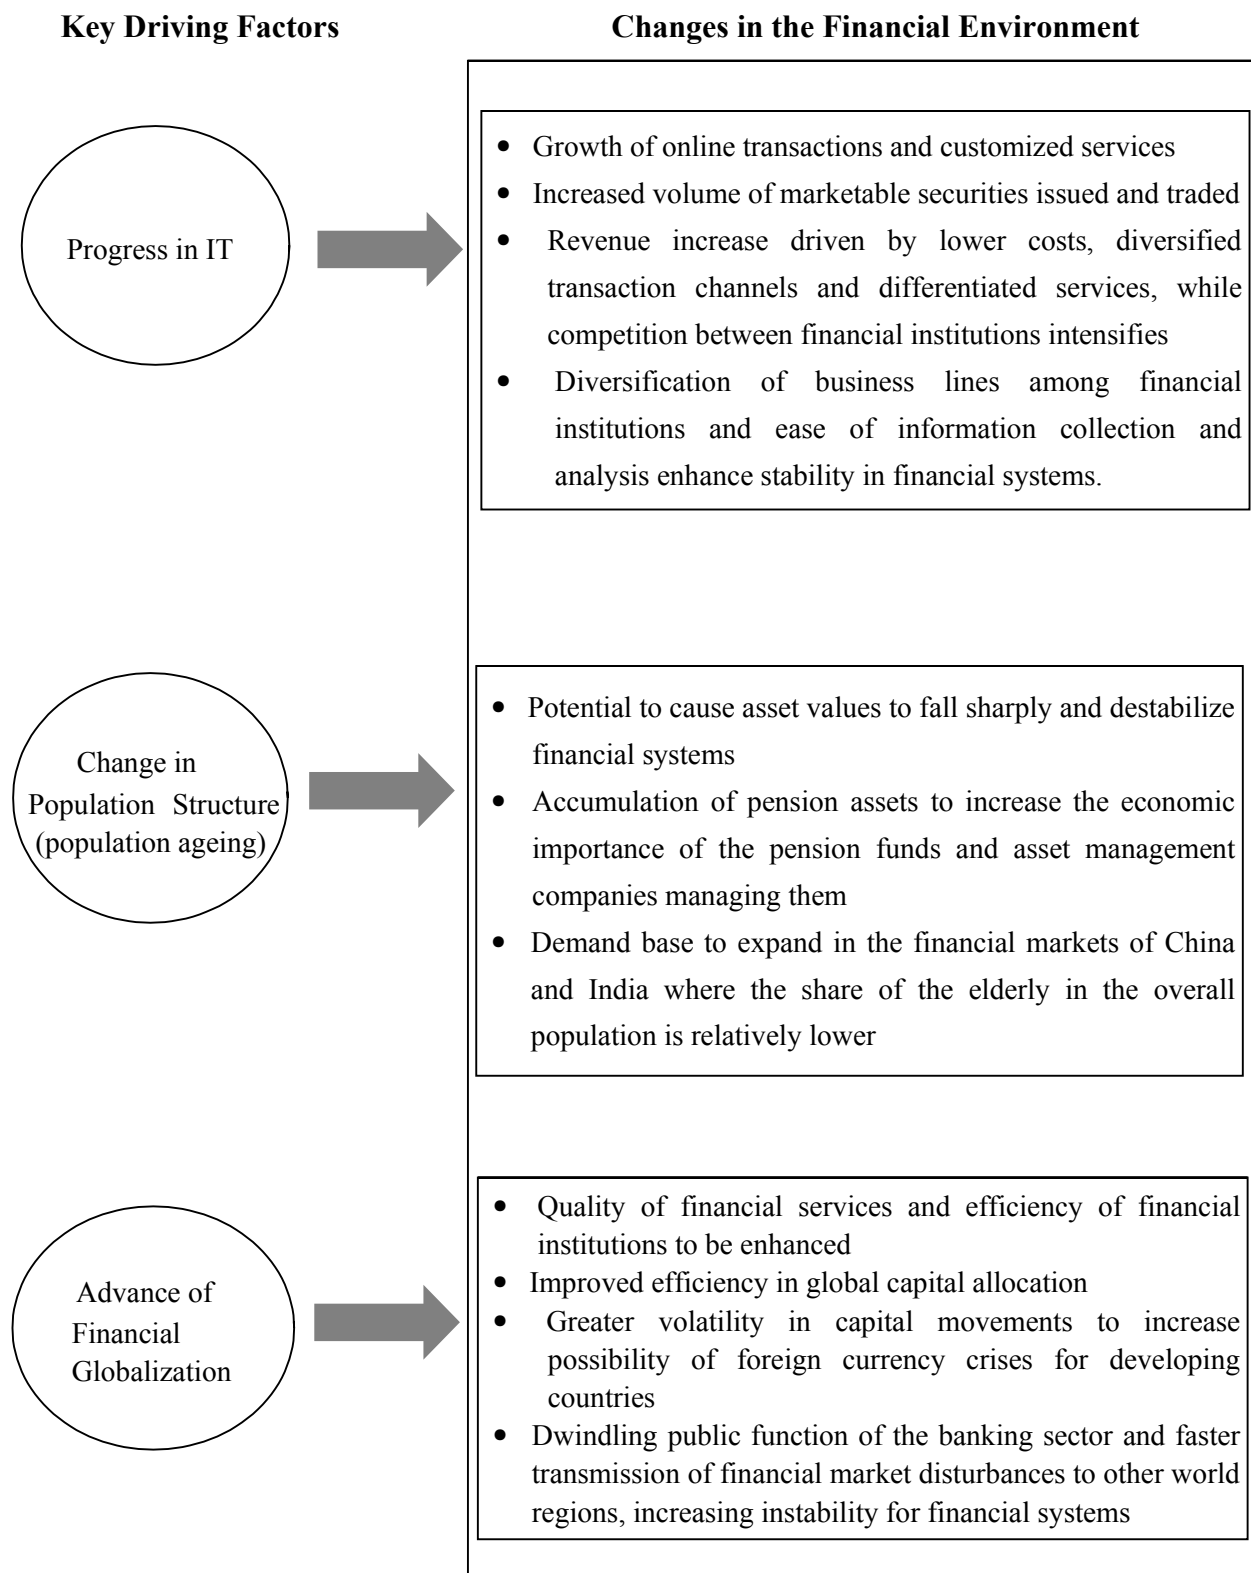 Key Driving Factors
Changes in the Financial Environment
Progress in IT
• Growth of online transactions and customized services
• Increased volume of marketable securities issued and traded
• Revenue increase driven by lower costs, diversified
transaction channels and differentiated services, while
competition between financial institutions intensifies
• Diversification of business lines among financial
institutions and ease of information collection and
analysis enhance stability in financial systems.
Change in
Population Structure
(population ageing)
• Potential to cause asset values to fall sharply and destabilize
financial systems
• Accumulation of pension assets to increase the economic
importance of the pension funds and asset management
companies managing them
• Demand base to expand in the financial markets of China
and India where the share of the elderly in the overall
population is relatively lower
Advance of
Financial
Globalization
• Quality of financial services and efficiency of financial
institutions to be enhanced
• Improved efficiency in global capital allocation
• Greater volatility in capital movements to increase
possibility of foreign currency crises for developing
countries
• Dwindling public function of the banking sector and faster
transmission of financial market disturbances to other world
regions, increasing instability for financial systems